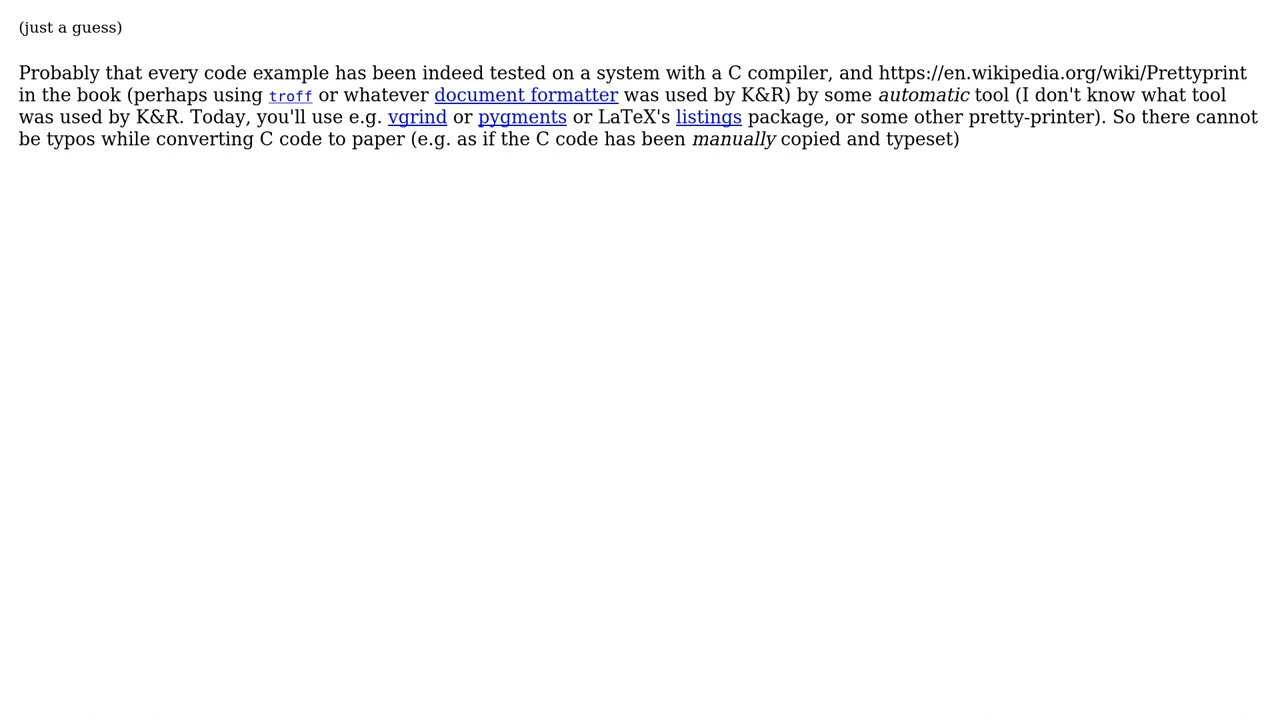 (just a guess)
Probably that every code example has been indeed tested on a system with a C compiler, and https://en.wikipedia.org/wiki/Prettyprint
in the book (perhaps using troff or whatever document formatter was used by K&R) by some automatic tool (I don't know what tool
was used by K&R. Today, you'll use e.g. vgrind or pygments or LaTeX's listings package, or some other pretty-printer). So there cannot
be typos while converting C code to paper (e.g. as if the C code has been manually copied and typeset)